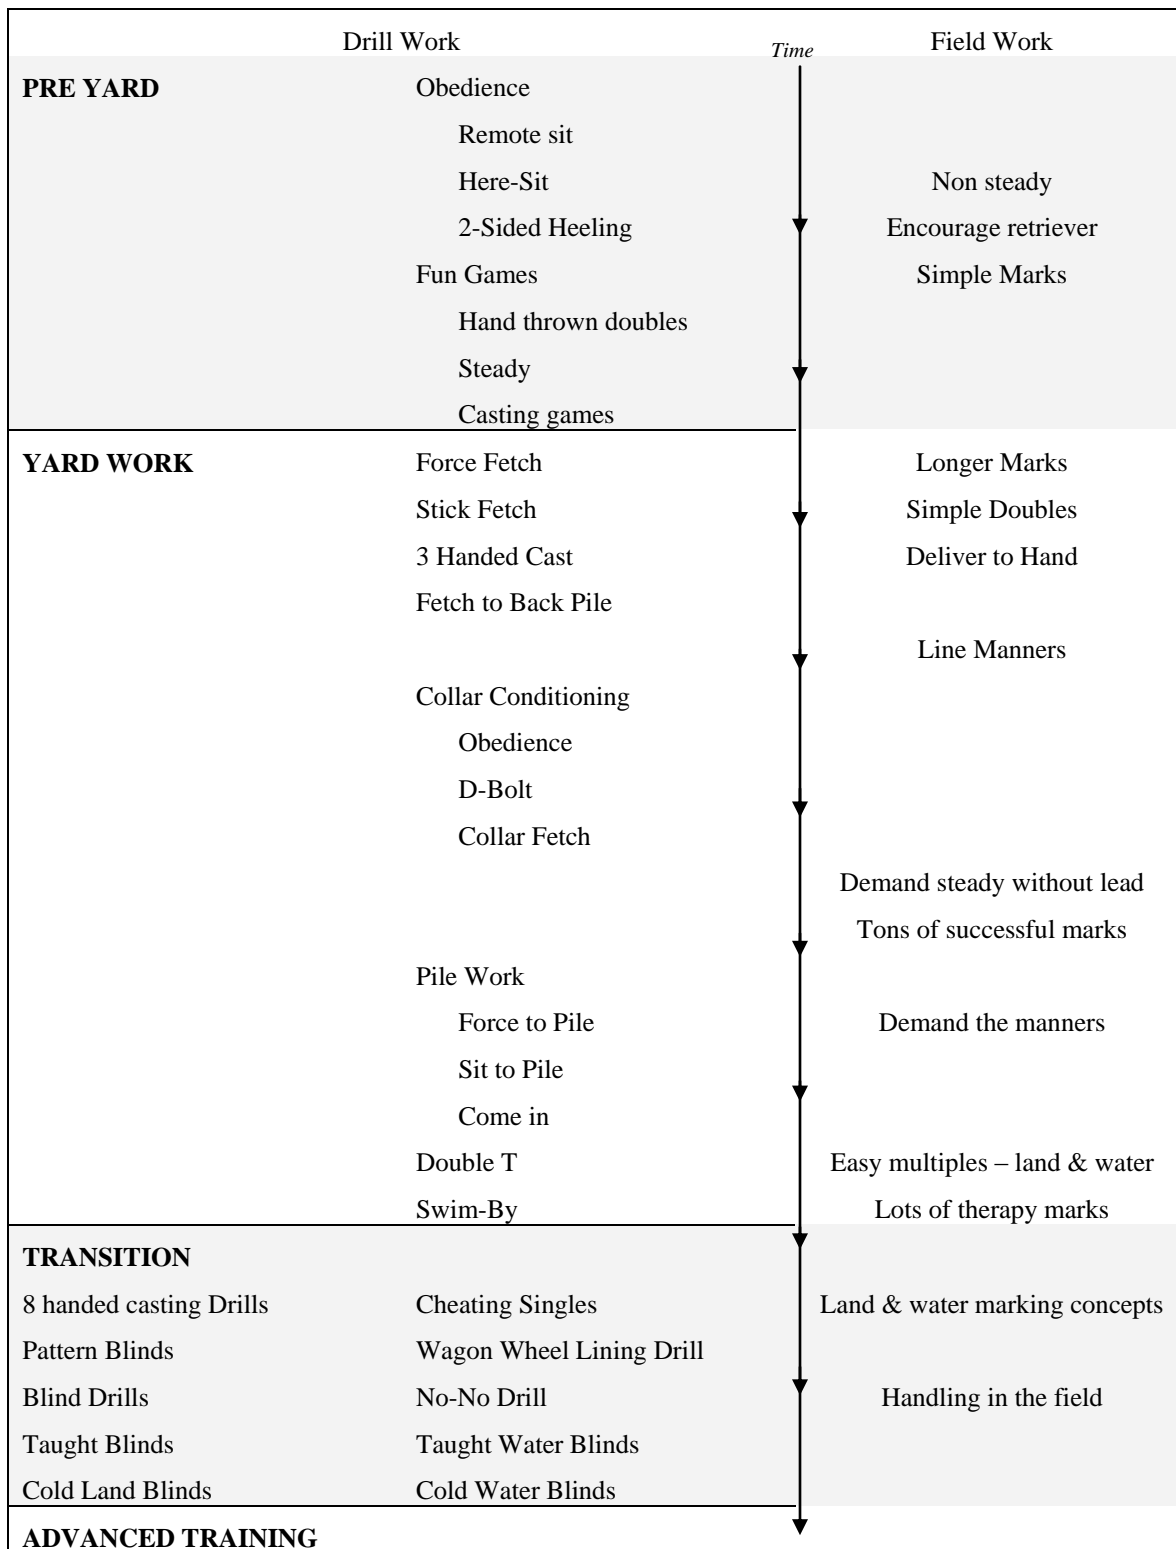 Drill Work Time Field Work
PRE YARD Obedience
Remote sit
Here-Sit Non steady
2-Sided Heeling Encourage retriever
Fun Games Simple Marks
Hand thrown doubles
Steady
Casting games
YARD WORK Force Fetch Longer Marks
Stick Fetch Simple Doubles
3 Handed Cast Deliver to Hand
Fetch to Back Pile
Line Manners
Collar Conditioning
Obedience
D-Bolt
Collar Fetch
Demand steady without lead
Tons of successful marks
Pile Work
Force to Pile Demand the manners
Sit to Pile
Come in
Double T Easy multiples – land & water
Swim-By Lots of therapy marks
TRANSITION
8 handed casting Drills Cheating Singles Land & water marking concepts
Pattern Blinds Wagon Wheel Lining Drill
Blind Drills No-No Drill Handling in the field
Taught Blinds Taught Water Blinds
Cold Land Blinds Cold Water Blinds
ADVANCED TRAINING